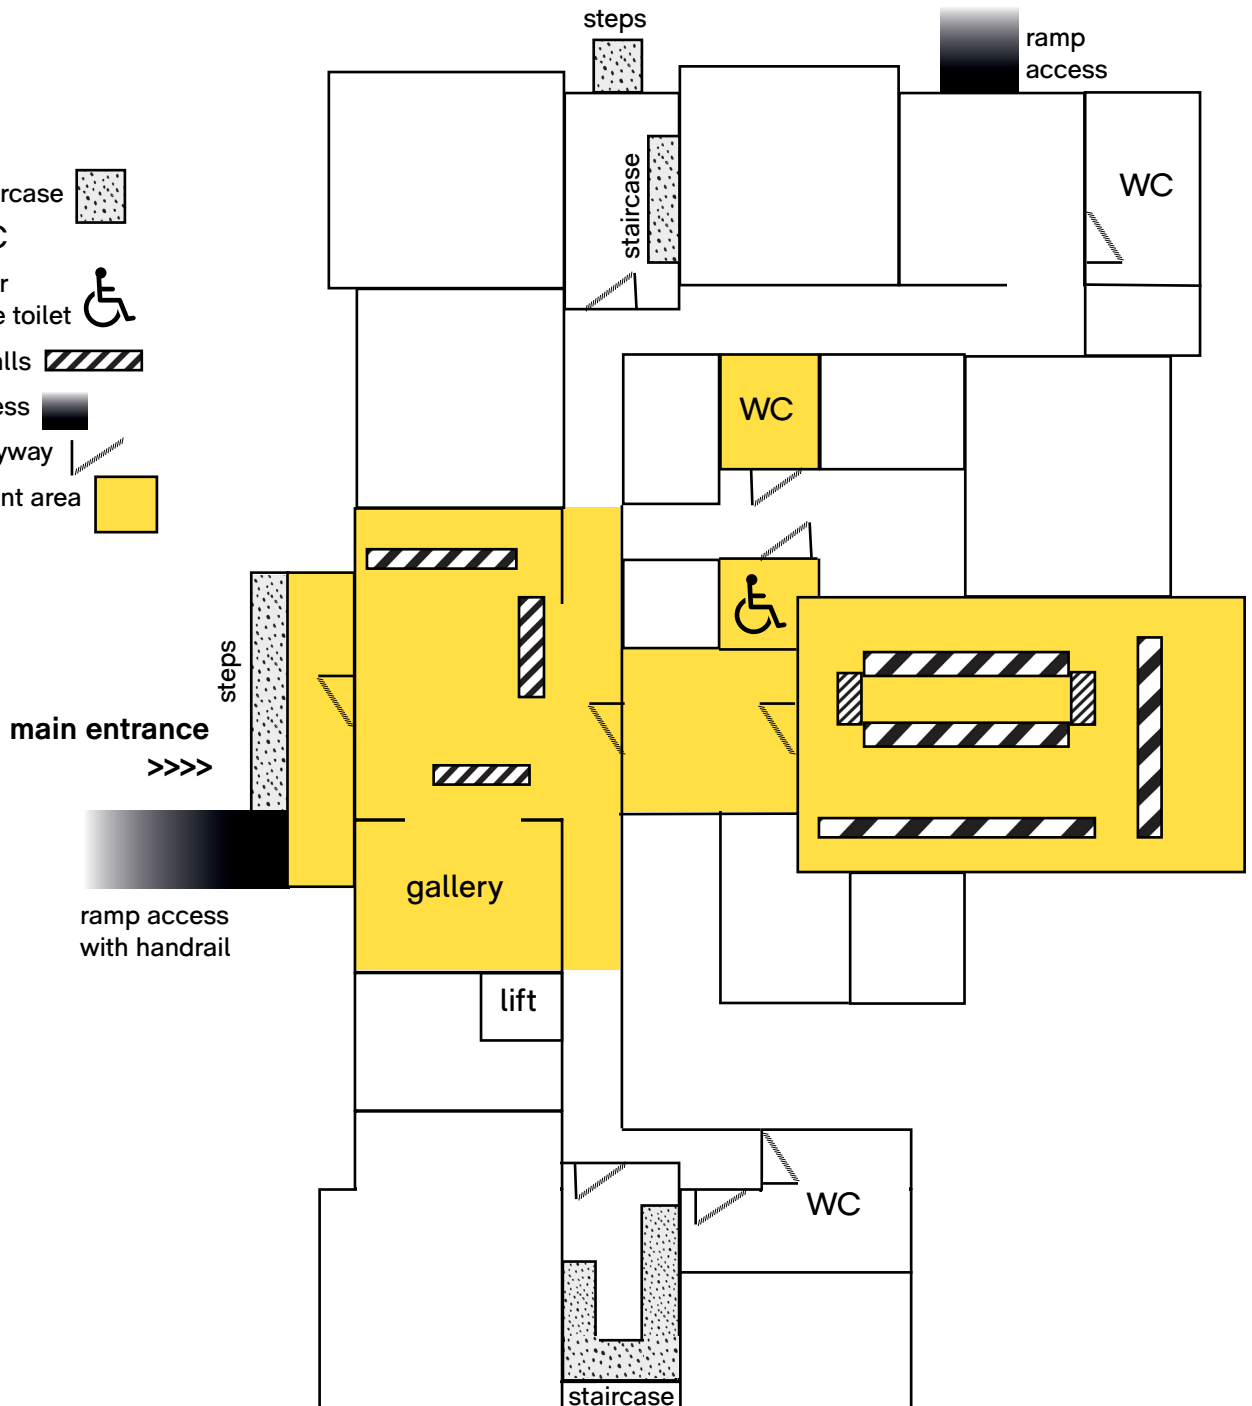 steps
ramp
access
staircase
WC
rcase
C
r
e toilet
alls
ess
yway
nt area
WC
steps
main entrance
>>>>
gallery
ramp access
with handrail
lift
WC
staircase